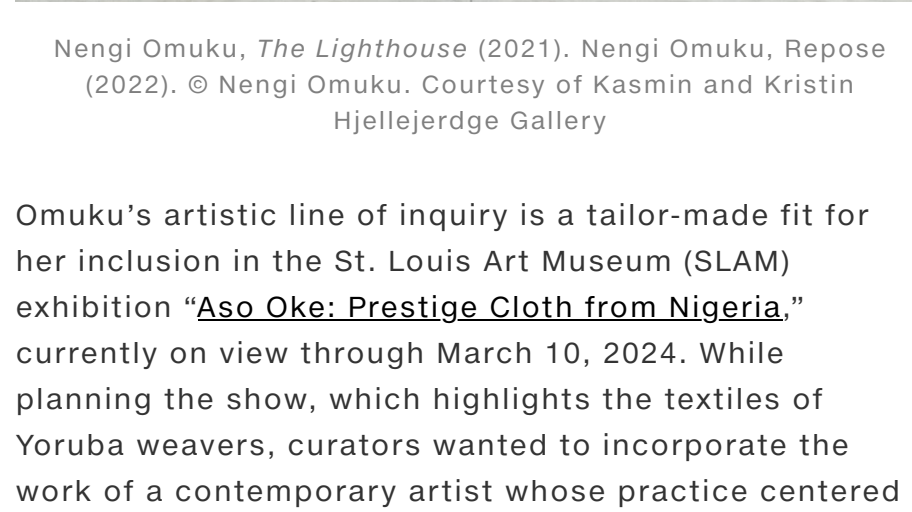 Nengi Omuku, The Lighthouse (2021). Nengi Omuku, Repose
(2022). © Nengi Omuku. Courtesy of Kasmin and Kristin
Hjellejerdge Gallery
Omuku’s artistic line of inquiry is a tailor-made fit for
her inclusion in the St. Louis Art Museum (SLAM)
exhibition “Aso Oke: Prestige Cloth from Nigeria,”
currently on view through March 10, 2024. While
planning the show, which highlights the textiles of
Yoruba weavers, curators wanted to incorporate the
work of a contemporary artist whose practice centered